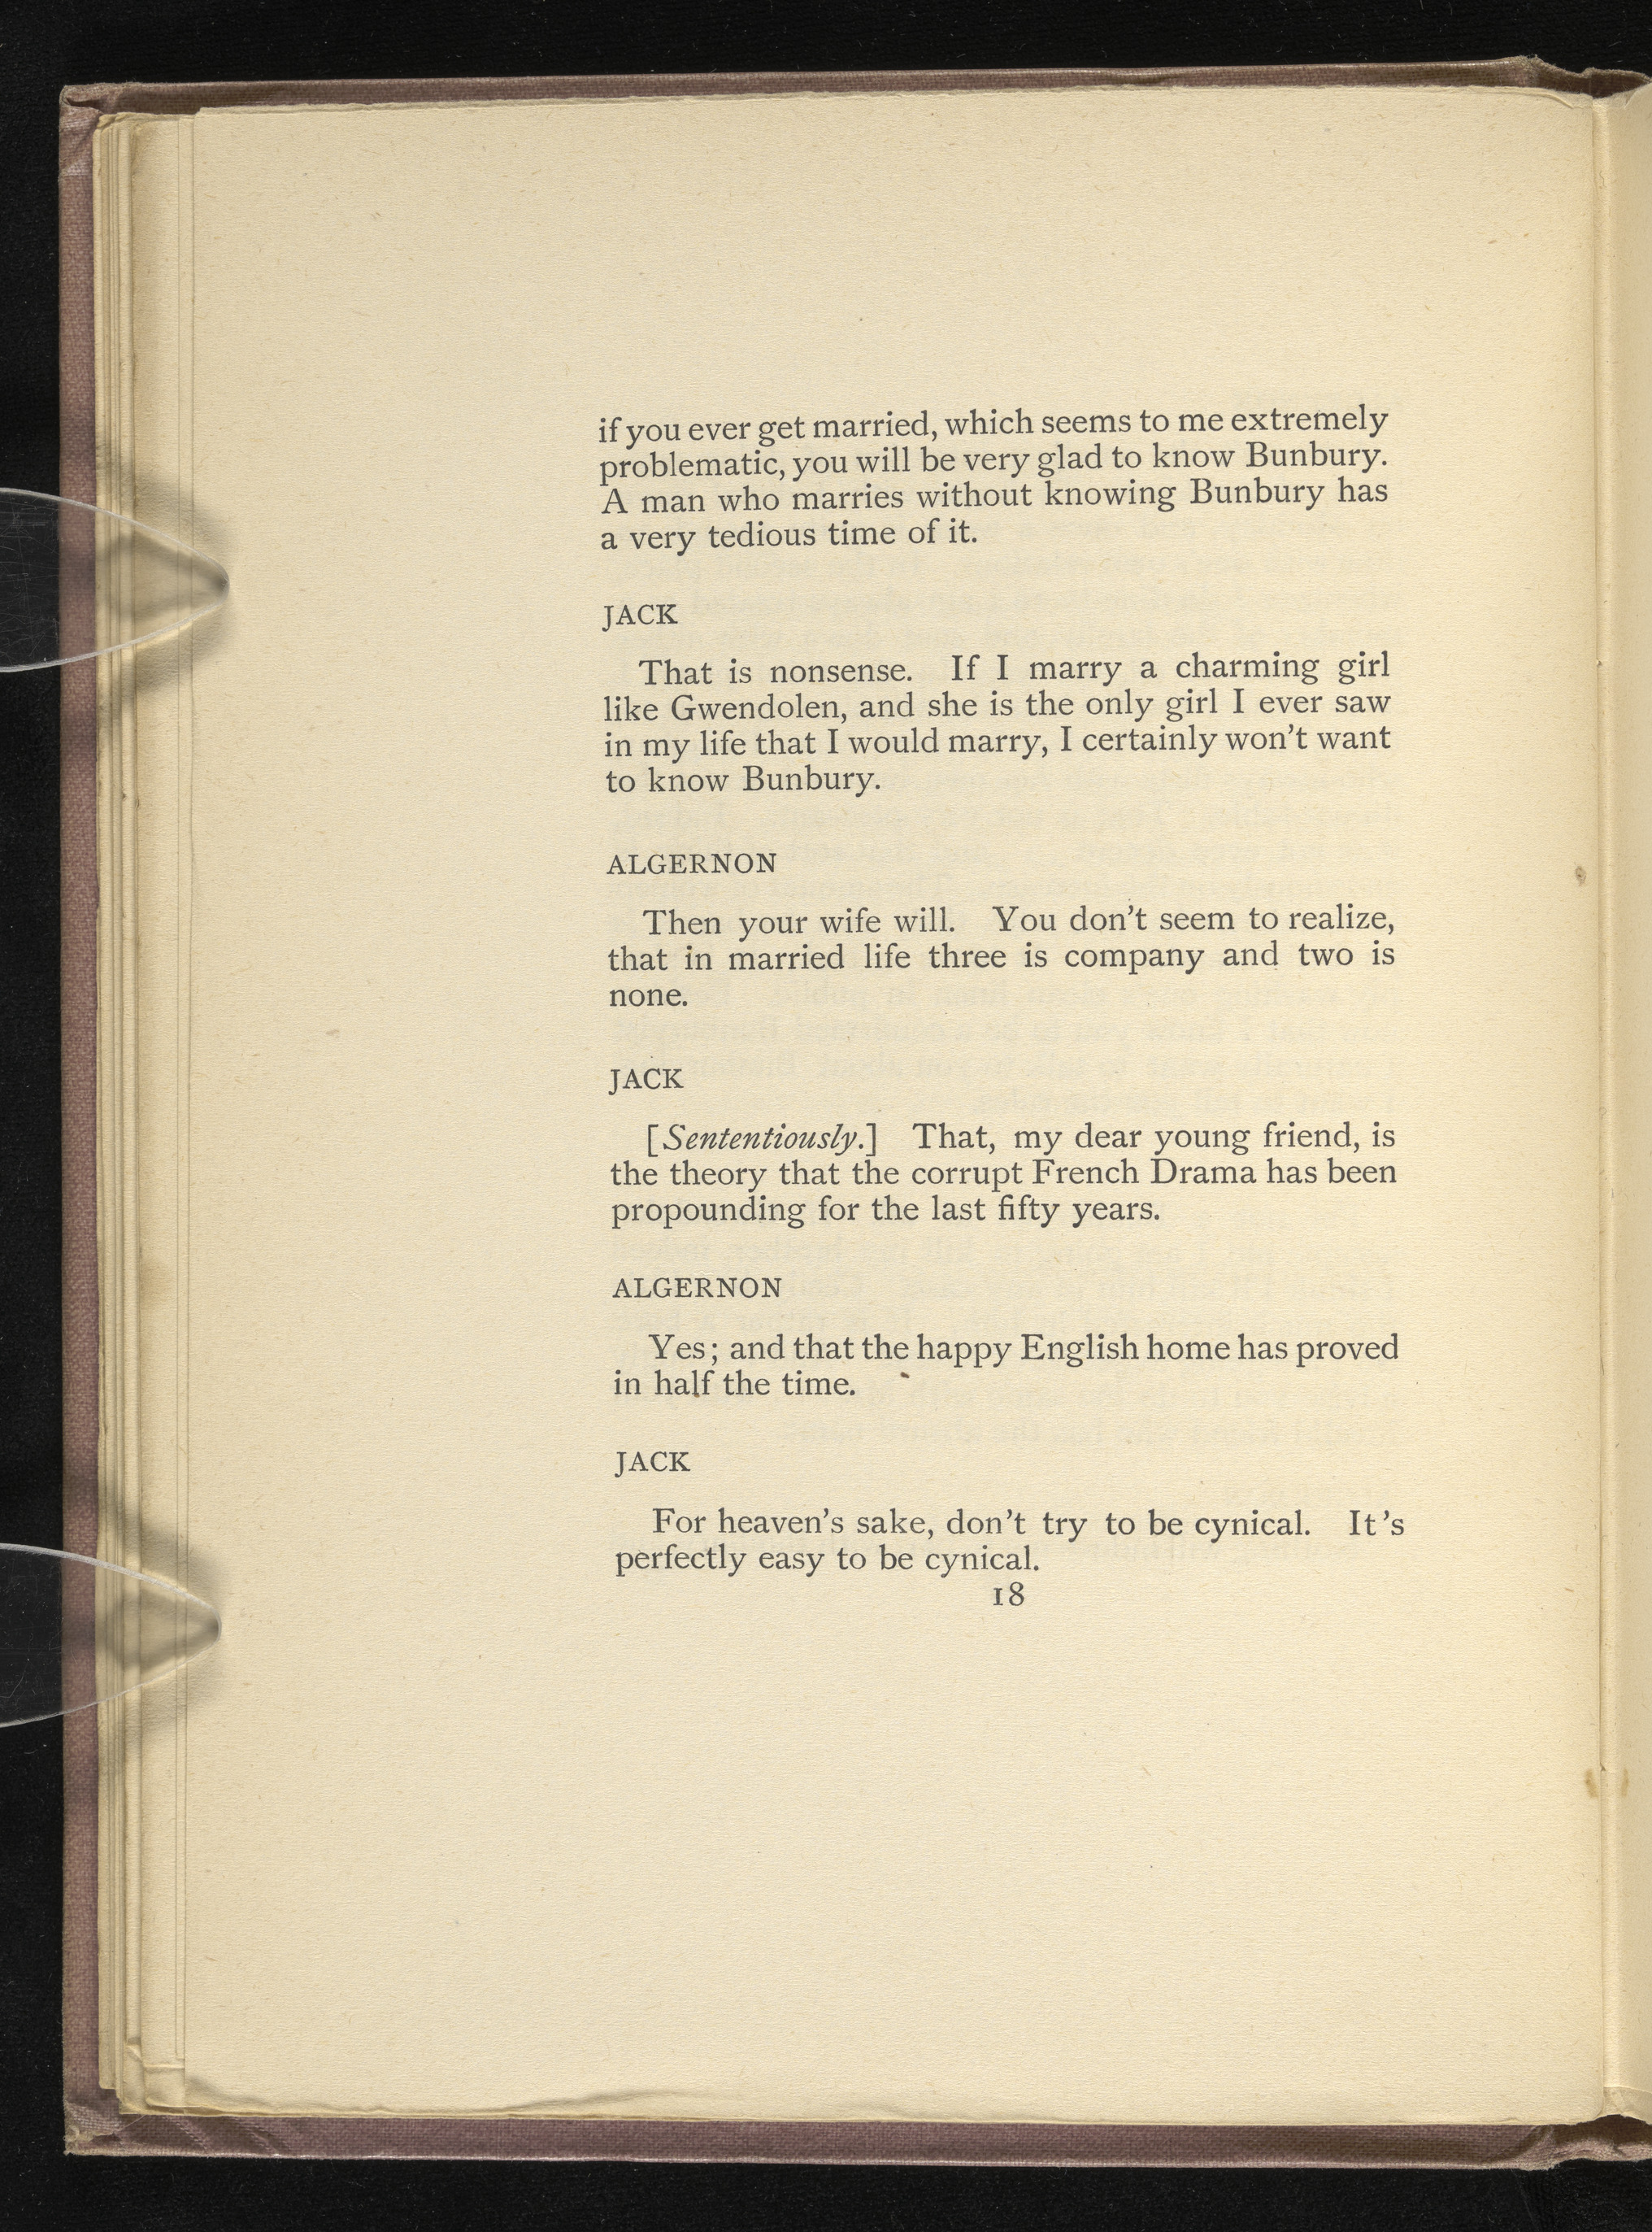 if you ever get married, which seems to me extremely
problematic, you will be very glad to know Bunbury.
A man who marries without knowing Bunbury has
a very tedious time of it.
JACK
That is nonsense. If I marry a charming girl
like Gwendolen, and she is the only girl I ever saw
in my life that I would marry, I certainly won't want
to know Bunbury.
ALGERNON
Then your wife will. You don't seem to realize,
that in married life three is company and two is
none.
JACK
[Sententiously.] That, my dear young friend, is
the theory that the corrupt French Drama has been
propounding for the last fifty years.
ALGERNON
Yes; and that the happy English home has proved
in half the time.
JACK
For heaven's sake, don't try to be cynical. It's
perfectly easy to be cynical.
18